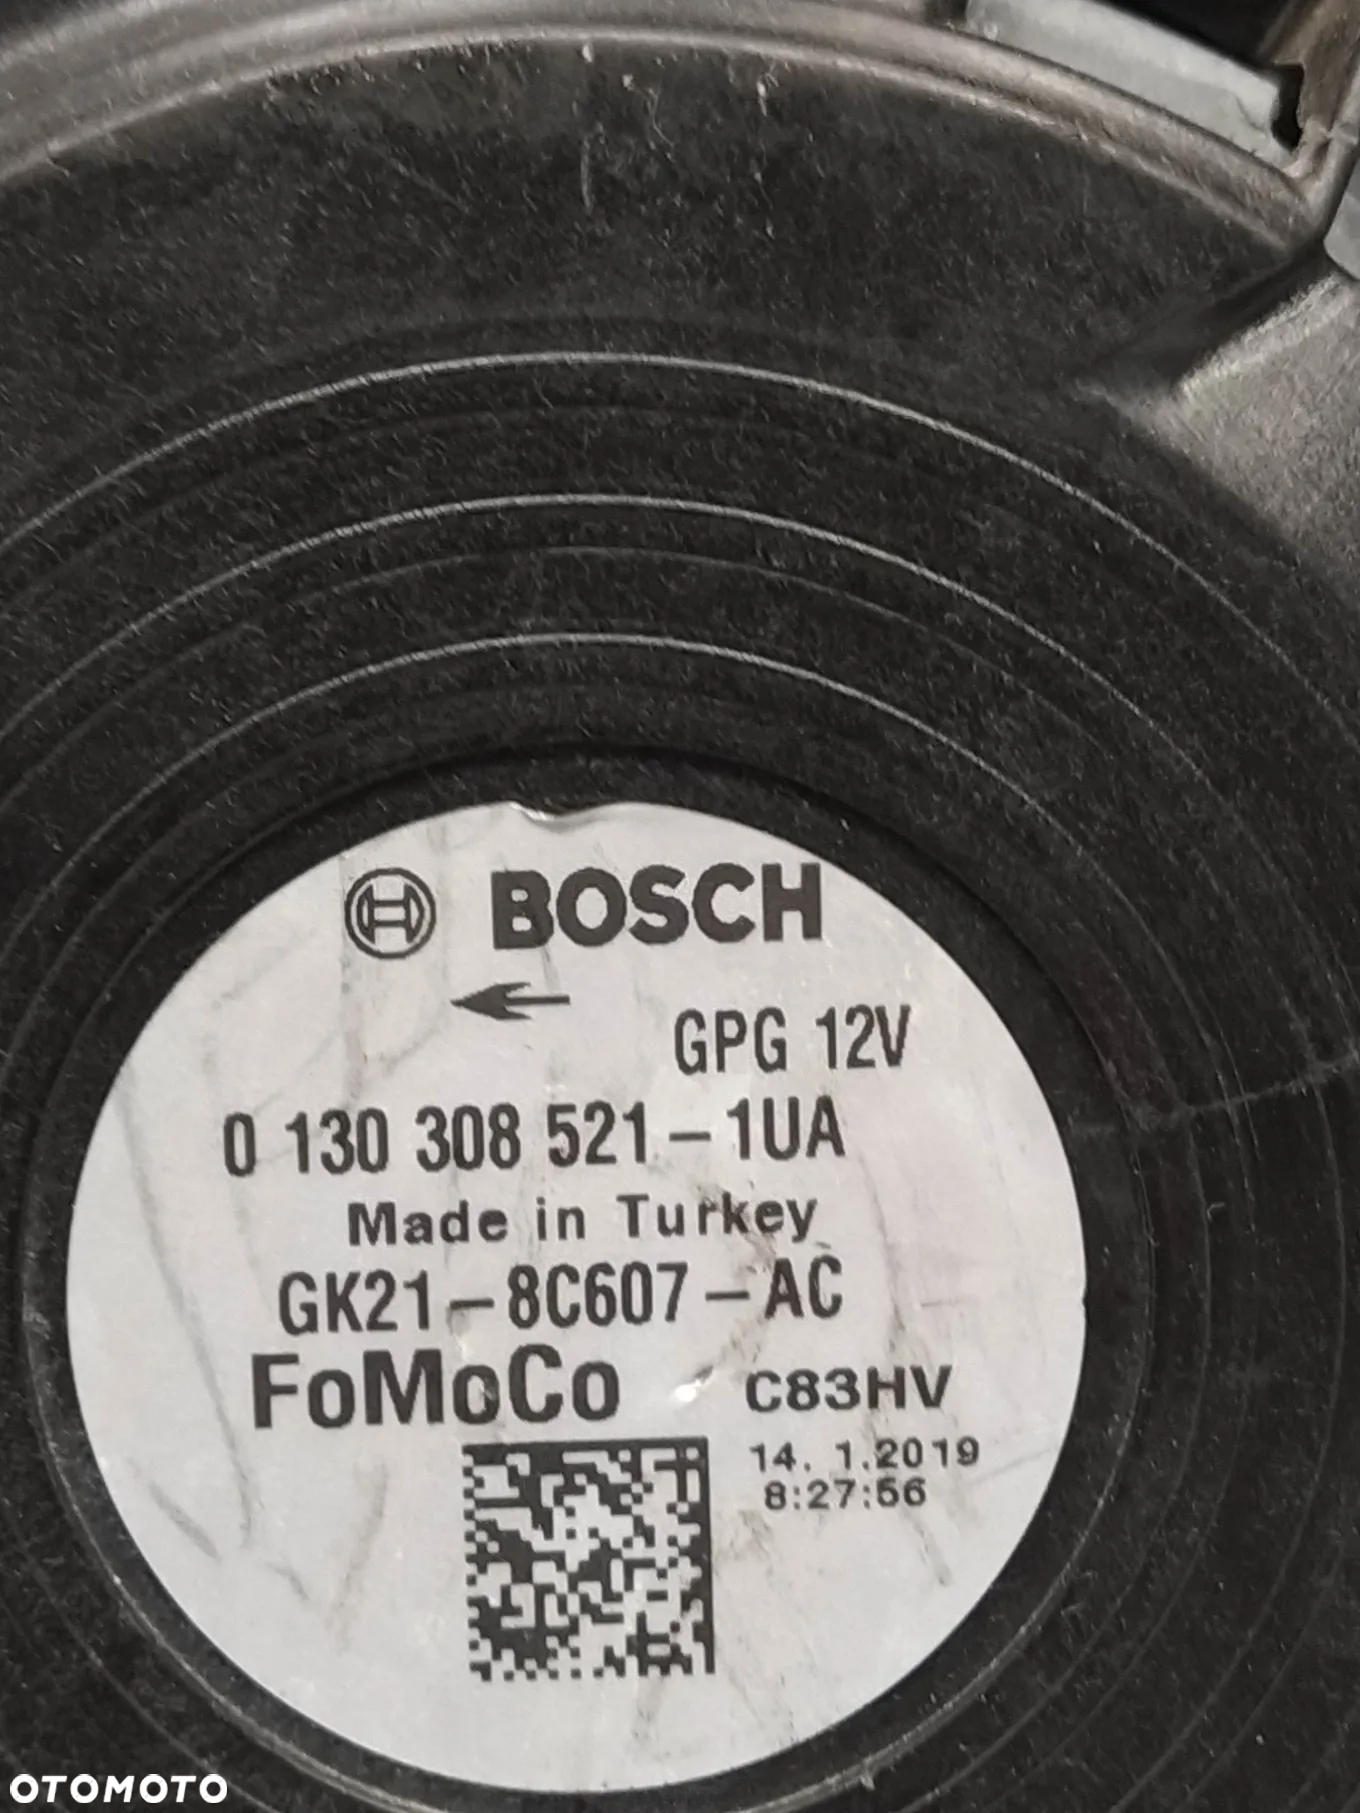 BOSCH
GPG 12V
0 130 308 521-1UA
Made in Turkey
GK21-8C607-AC
FoMoCo C83HV
14. 1.2019
8:27:56
OTOMOTO